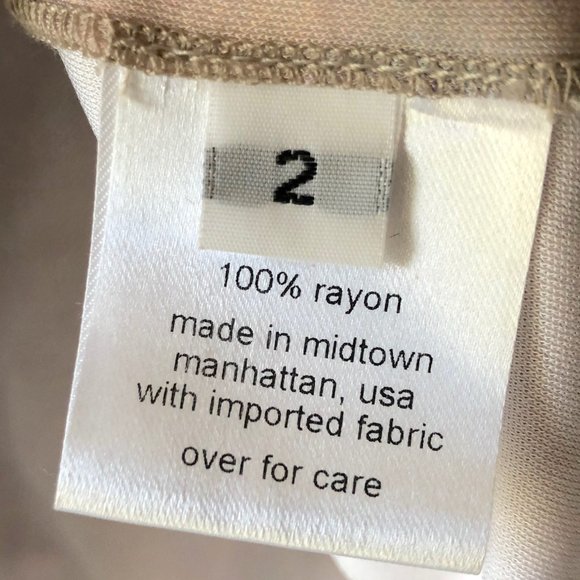 2
100% rayon
made in midtown
manhattan, usa
with imported fabric
over for care